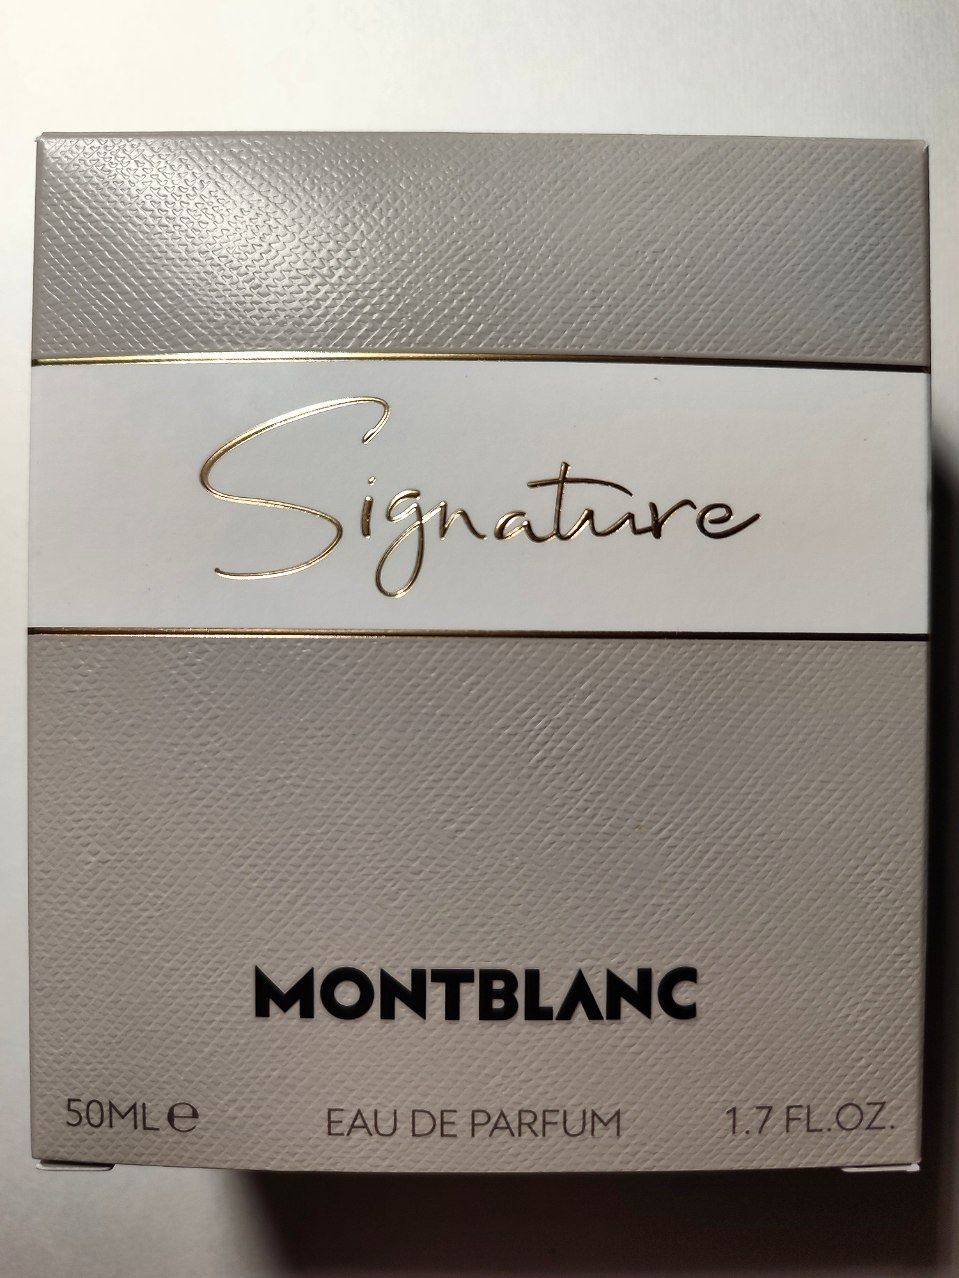 Signature
MONTBLANC
50ML ℮ EAU DE PARFUM 1.7 FL.OZ.